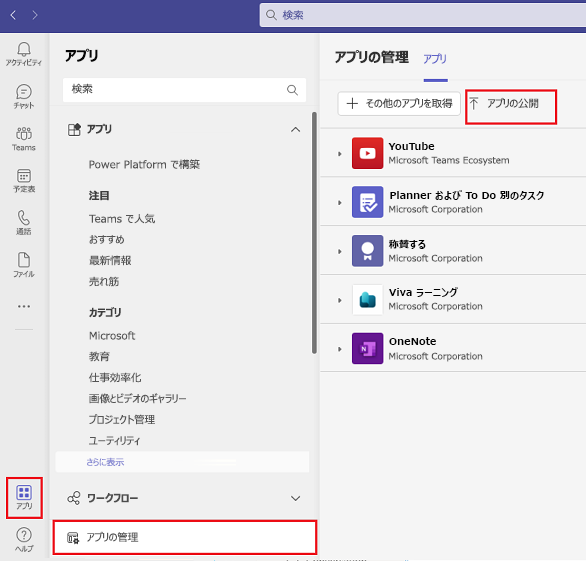 検索
アクティビティ
チャット
Teams
予定表
通話
ファイル
アプリ
ヘルプ
アプリ
検索
アプリ
Power Platform で構築
注目
Teams で人気
おすすめ
最新情報
売れ筋
カテゴリ
Microsoft
教育
仕事効率化
画像とビデオのギャラリー
プロジェクト管理
ユーティリティ
さらに表示
ワークフロー
アプリの管理
アプリの管理 アプリ
その他のアプリを取得 アプリの公開
YouTube
Microsoft Teams Ecosystem
Planner および To Do 別のタスク
Microsoft Corporation
称賛する
Microsoft Corporation
Viva ラーニング
Microsoft Corporation
OneNote
Microsoft Corporation